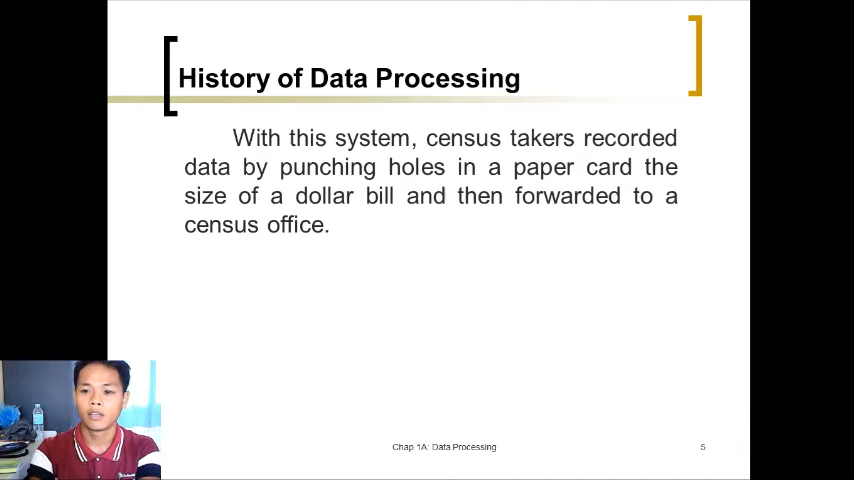 History of Data Processing
With this system, census takers recorded
data by punching holes in a paper card the
size of a dollar bill and then forwarded to a
census office.
Chap 1A: Data Processing
5